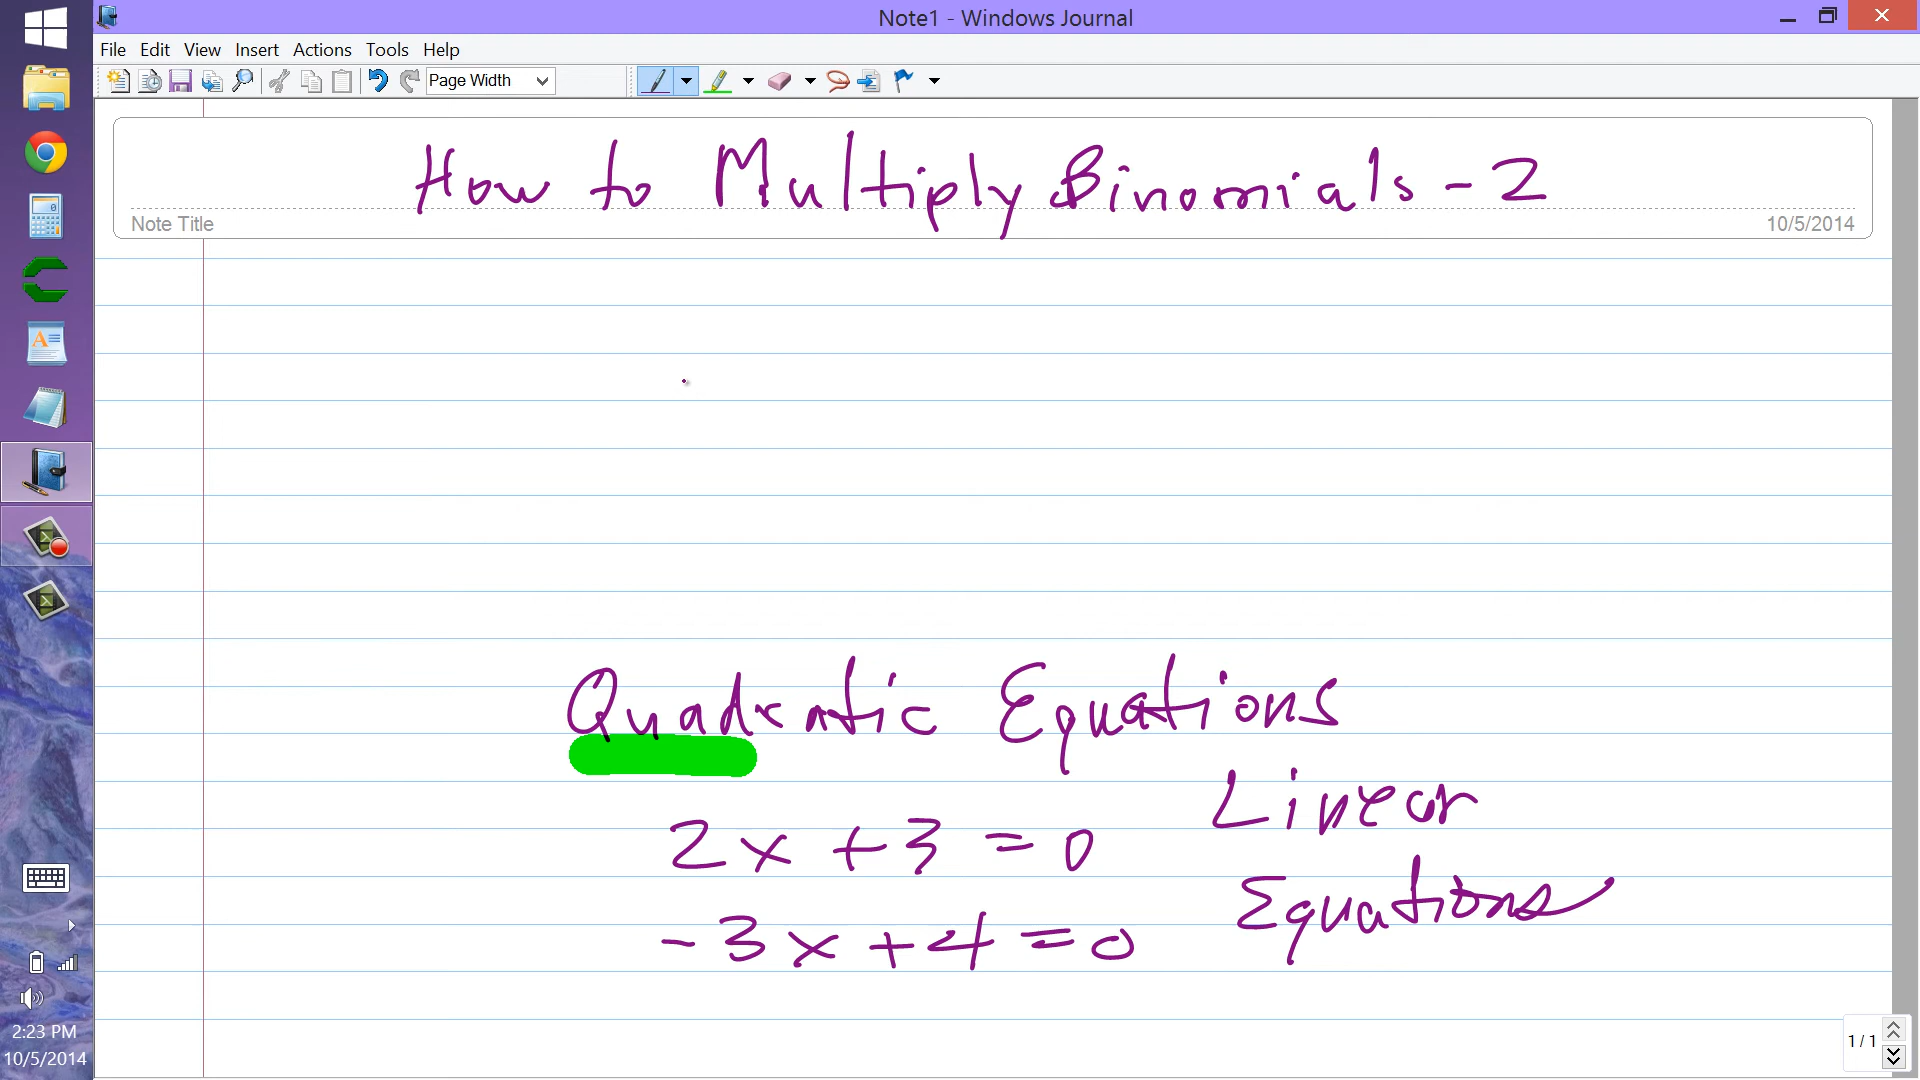 Note1 - Windows Journal
File Edit View Insert Actions Tools Help
Page Width
How to Multiply Binomials - 2
Note Title
10/5/2014
Quadratic Equations
Linear
2x + 3 = 0
Equations
-3x + 4 = 0
2:23 PM
10/5/2014
1 / 1